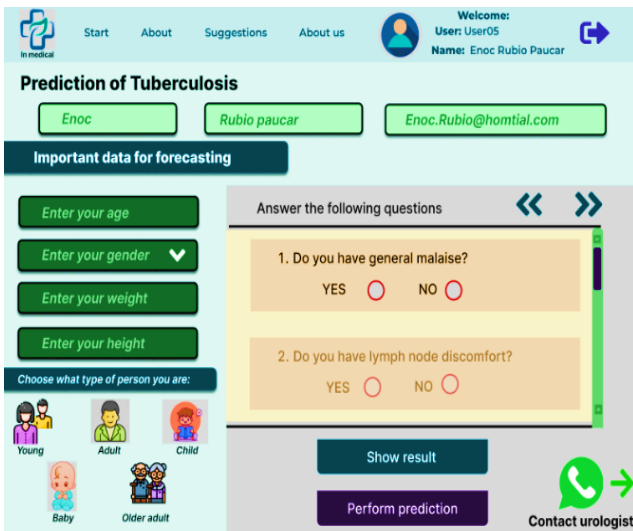 In medical
Start
About
Suggestions
About us
Welcome:
User: User05
Name: Enoc Rubio Paucar
Prediction of Tuberculosis
Enoc
Rubio paucar
Enoc.Rubio@homtial.com
Important data for forecasting
Enter your age
Enter your gender
Enter your weight
Enter your height
Choose what type of person you are:
Young
Adult
Child
Baby
Older adult
Answer the following questions
1. Do you have general malaise?
YES NO
2. Do you have lymph node discomfort?
YES NO
Show result
Perform prediction
Contact urologist